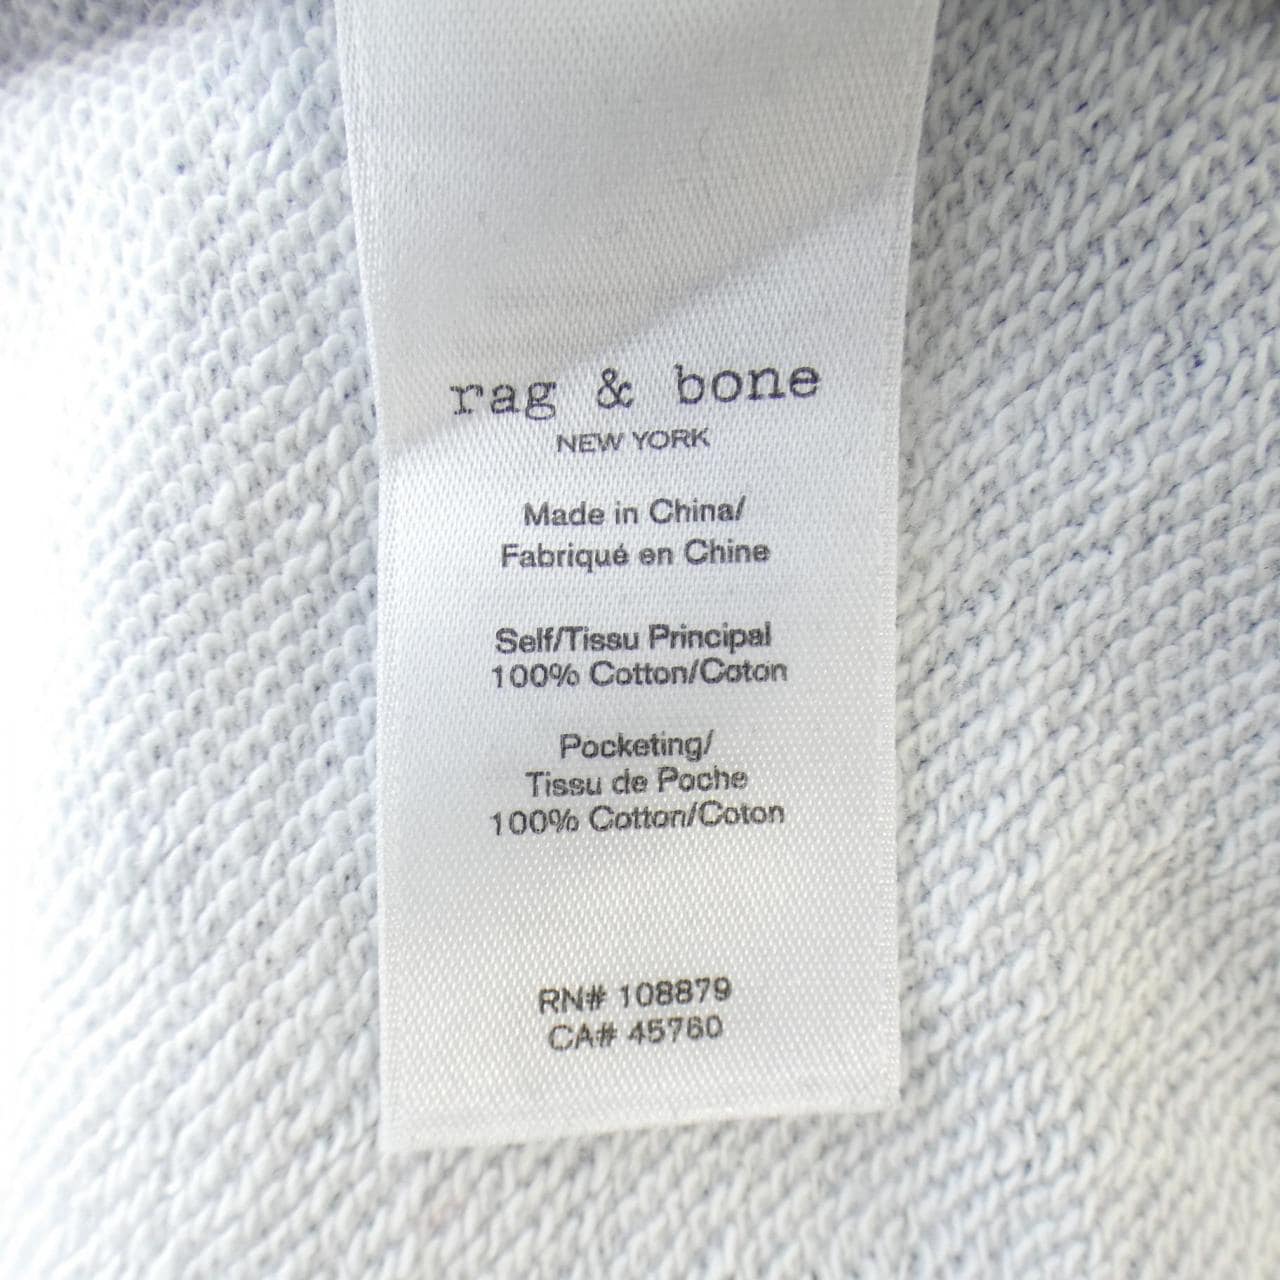 rag & bone
NEW YORK
Made in China/
Fabriqué en Chine
Self/Tissu Principal
100% Cotton/Coton
Pocketing/
Tissu de Poche
100% Cotton/Coton
RN# 108879
CA# 45760